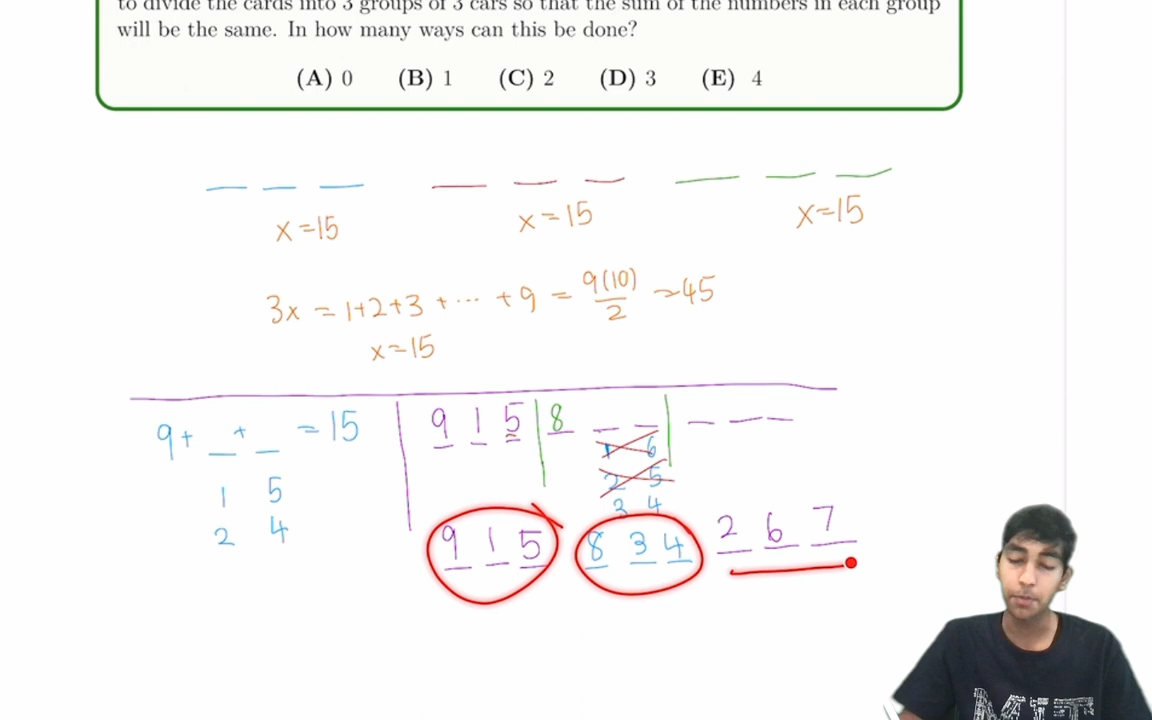 to divide the cards into 3 groups of 3 cars so that the sum of the numbers in each group
will be the same. In how many ways can this be done?
(A) 0 (B) 1 (C) 2 (D) 3 (E) 4
x=15 x=15 x=15
3x = 1+2+3+⋯+9 = 9(10)/2 = 45
x=15
9+ _ + _ = 15
1 5
2 4
9 1 5 | 8 _ _ | _ _ _
1 6
2 5
3 4
9 1 5 8 3 4 2 6 7
MIT